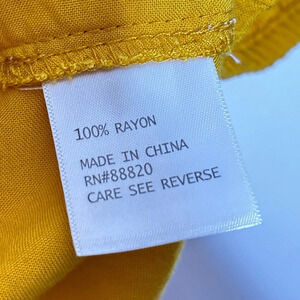 100% RAYON
MADE IN CHINA
RN#88820
CARE SEE REVERSE